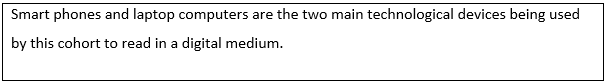 Smart phones and laptop computers are the two main technological devices being used
by this cohort to read in a digital medium.